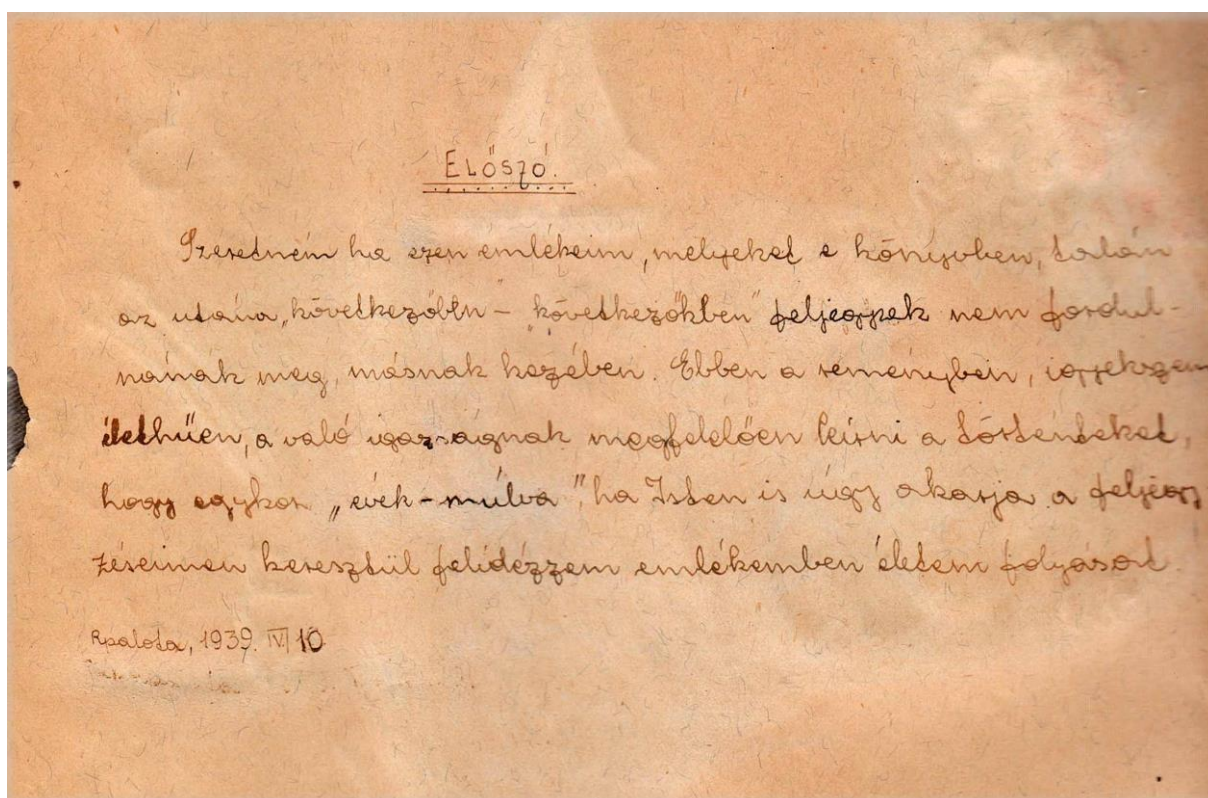 Előszó.
Szeretném ha ezen emlékeim, melyeket e könyvben, talán
az utána „következőben – következőkben" feljegyzek nem fordul-
nának meg, másnak kezében. Ebben a reményben, igyekszem
élethűen, a való igazságnak megfelelően leírni a történteket,
hogy egykor „évek-múlva", ha Isten is úgy akarja a feljegy
zéseimen keresztül felidézzem emlékemben életem folyását.
Rpalota, 1939. IV 10